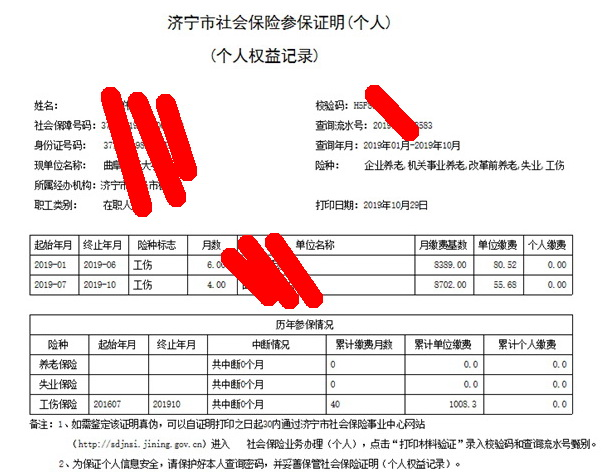 济宁市社会保险参保证明(个人)
(个人权益记录)
姓名: 校验码: H5F
社会保障号码: 37 查询流水号: 2019 5583
身份证号码: 37 查询年月: 2019年01月-2019年10月
现单位名称: 曲阜 大 险种: 企业养老,机关事业养老,改革前养老,失业,工伤
所属经办机构: 济宁市
职工类别: 在职人 打印日期: 2019年10月29日
起始年月 终止年月 险种标志 月数 单位名称 月缴费基数 单位缴费 个人缴费
2019-01 2019-06 工伤 6.00 8389.00 80.52 0.00
2019-07 2019-10 工伤 4.00 8702.00 55.68 0.00
历年参保情况
险种 起始年月 终止年月 中断情况 累计缴费月数 累计单位缴费 累计个人缴费
养老保险 共中断0个月 0 0.0 0.0
失业保险 共中断0个月 0 0.0 0.0
工伤保险 201607 201910 共中断0个月 40 1008.3 0.0
备注: 1、如需鉴定该证明真伪, 可以自证明打印之日起30内通过济宁市社会保险事业中心网站
(http://sdjnsi.jining.gov.cn) 进入 社会保险业务办理 (个人), 点击“打印材料验证”录入校验码和查询流水号甄别。
2、为保证个人信息安全, 请保护好本人查询密码, 并妥善保管社会保险证明 (个人权益记录)。